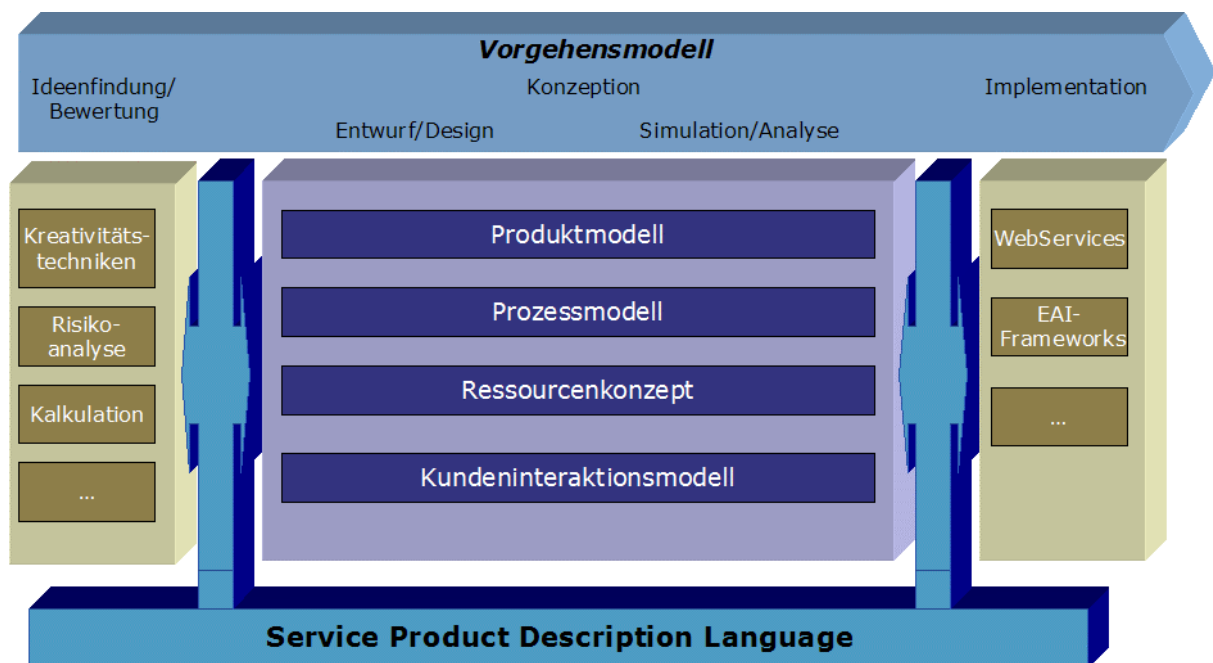 Vorgehensmodell
Ideenfindung/
Bewertung
Konzeption
Implementation
Entwurf/Design
Simulation/Analyse
Kreativitäts-
techniken
Risiko-
analyse
Kalkulation
...
Produktmodell
Prozessmodell
Ressourcenkonzept
Kundeninteraktionsmodell
WebServices
EAI-
Frameworks
...
Service Product Description Language